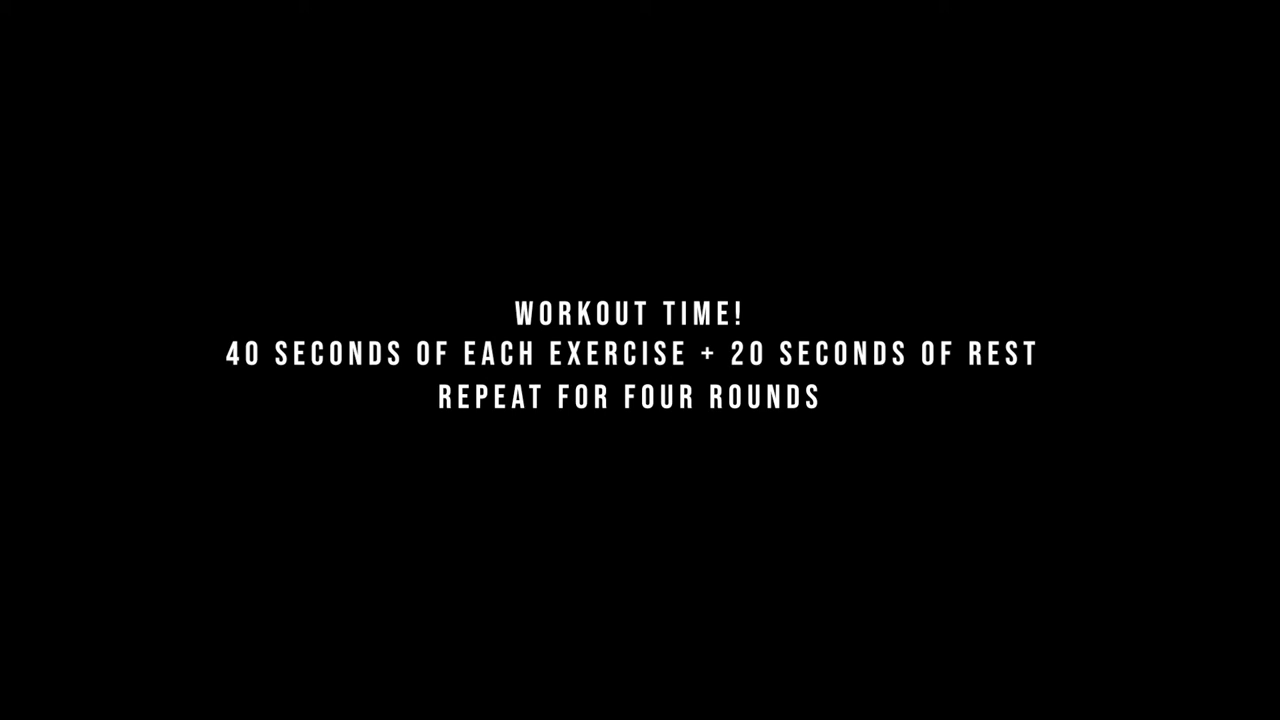 WORKOUT TIME!
40 SECONDS OF EACH EXERCISE + 20 SECONDS OF REST
REPEAT FOR FOUR ROUNDS